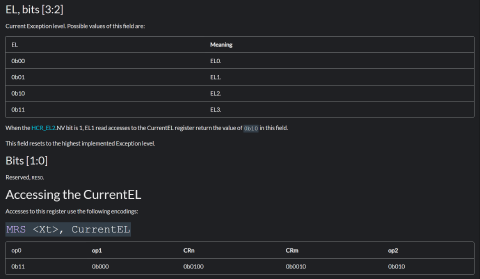 EL, bits [3:2]
Current Exception level. Possible values of this field are:
EL Meaning
0b00 EL0.
0b01 EL1.
0b10 EL2.
0b11 EL3.
When the HCR_EL2.NV bit is 1, EL1 read accesses to the CurrentEL register return the value of 0b10 in this field.
This field resets to the highest implemented Exception level.
Bits [1:0]
Reserved, RES0.
Accessing the CurrentEL
Accesses to this register use the following encodings:
MRS <Xt>, CurrentEL
op0 op1 CRn CRm op2
0b11 0b000 0b0100 0b0010 0b010